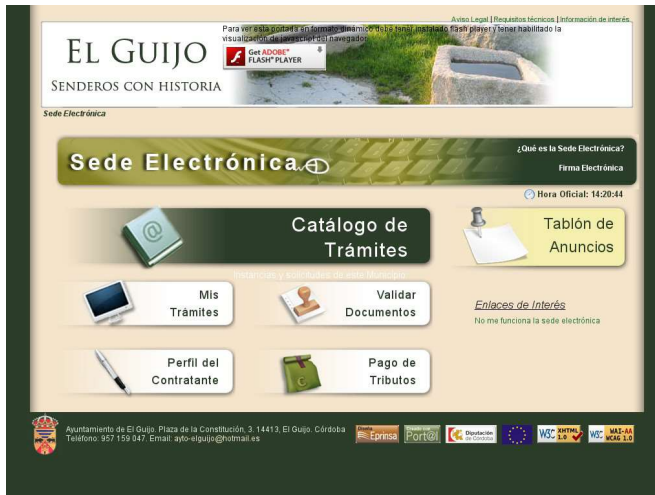 Aviso Legal | Requisitos técnicos | Información de interés
Para ver esta portada en formato dinámico debe tener instalado flash player y tener habilitado la
visualización de javascript del navegador
Get ADOBE®
FLASH® PLAYER
EL GUIJO
SENDEROS CON HISTORIA
Sede Electrónica
Sede Electrónica
¿Qué es la Sede Electrónica?
Firma Electrónica
Hora Oficial: 14:20:44
Catálogo de
Trámites
Instancias y solicitudes de este Municipio
Tablón de
Anuncios
Mis
Trámites
Validar
Documentos
Enlaces de Interés
No me funciona la sede electrónica
Perfil del
Contratante
Pago de
Tributos
Ayuntamiento de El Guijo. Plaza de la Constitución, 3. 14413, El Guijo. Córdoba
Teléfono: 957 159 047. Email: ayto-elguijo@hotmail.es
Eprinsa
Port@l
Diputación
de Córdoba
W3C XHTML 1.0
W3C WAI-AA WCAG 1.0